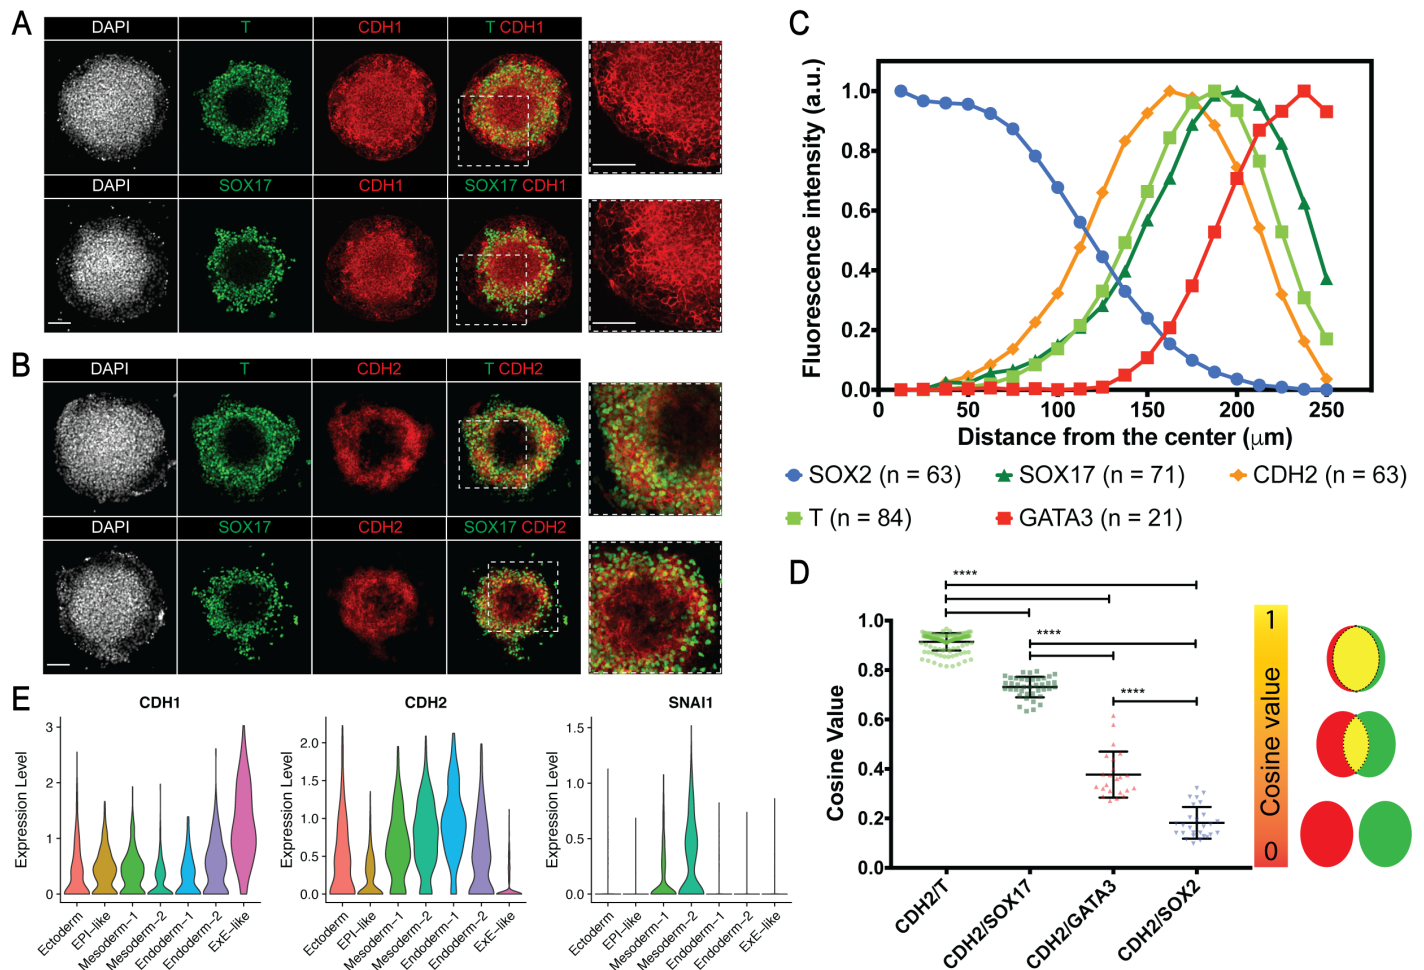 A
DAPI T CDH1 T CDH1
DAPI SOX17 CDH1 SOX17 CDH1
B
DAPI T CDH2 T CDH2
DAPI SOX17 CDH2 SOX17 CDH2
C
Fluorescence intensity (a.u.)
1.0
0.8
0.6
0.4
0.2
0.0
0 50 100 150 200 250
Distance from the center (μm)
SOX2 (n = 63) SOX17 (n = 71) CDH2 (n = 63)
T (n = 84) GATA3 (n = 21)
D
****
****
****
Cosine Value
1.0
0.8
0.6
0.4
0.2
0.0
CDH2/T
CDH2/SOX17
CDH2/GATA3
CDH2/SOX2
1
Cosine value
0
E
CDH1
Expression Level
3
2
1
0
Ectoderm
EPI-like
Mesoderm-1
Mesoderm-2
Endoderm-1
Endoderm-2
ExE-like
CDH2
Expression Level
2.0
1.5
1.0
0.5
0.0
Ectoderm
EPI-like
Mesoderm-1
Mesoderm-2
Endoderm-1
Endoderm-2
ExE-like
SNAI1
Expression Level
1.5
1.0
0.5
0.0
Ectoderm
EPI-like
Mesoderm-1
Mesoderm-2
Endoderm-1
Endoderm-2
ExE-like